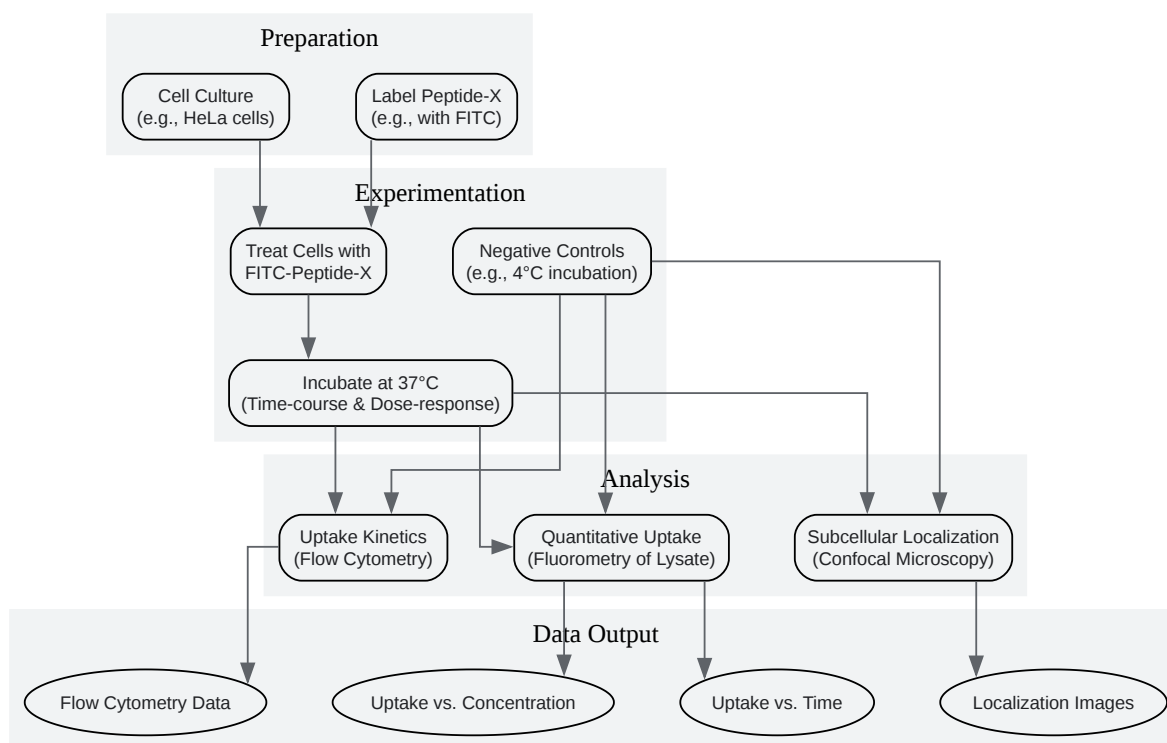 Preparation
Cell Culture
(e.g., HeLa cells)
Label Peptide-X
(e.g., with FITC)
Experimentation
Treat Cells with
FITC-Peptide-X
Negative Controls
(e.g., 4°C incubation)
Incubate at 37°C
(Time-course & Dose-response)
Analysis
Uptake Kinetics
(Flow Cytometry)
Quantitative Uptake
(Fluorometry of Lysate)
Subcellular Localization
(Confocal Microscopy)
Data Output
Flow Cytometry Data
Uptake vs. Concentration
Uptake vs. Time
Localization Images